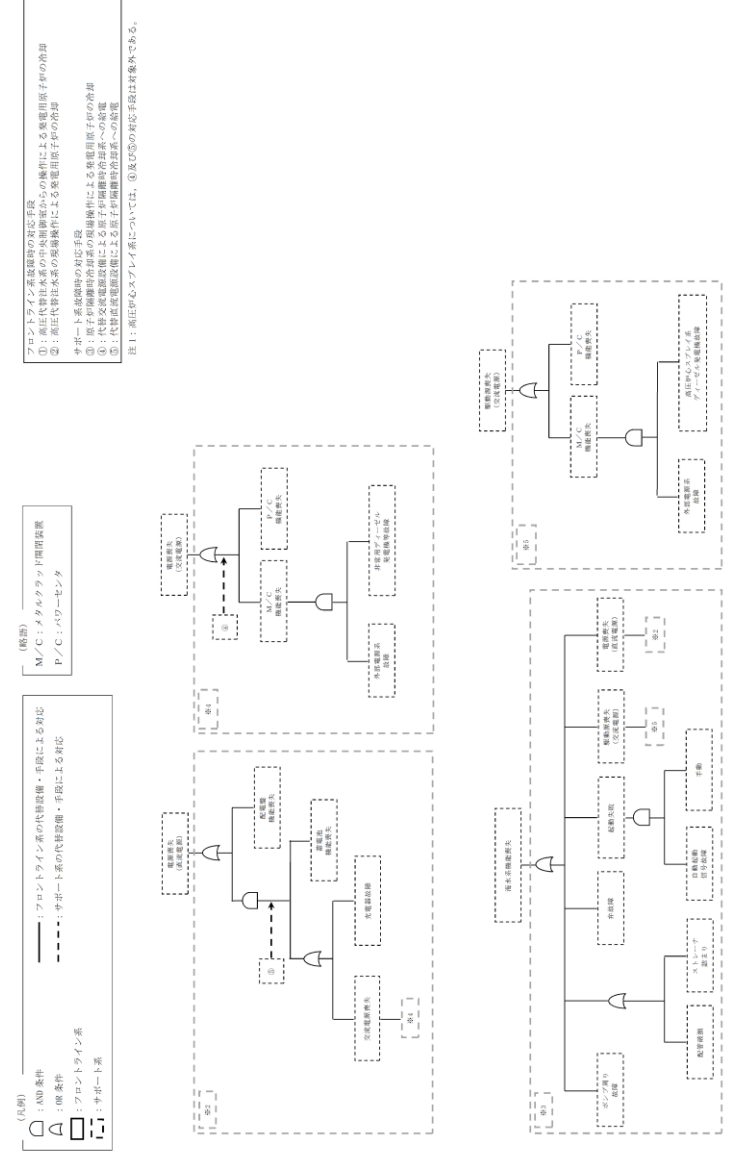 (凡例)
：AND 条件
：OR 条件
：フロントライン系
：サポート系
：フロントライン系の代替設備・手段による対応
：サポート系の代替設備・手段による対応
(略語)
M／C：メタルクラッド開閉装置
P／C：パワーセンタ
フロントライン系故障時の対応手段
①：高圧代替注水系の中央制御室からの操作による発電用原子炉の冷却
②：高圧代替注水系の現場操作による発電用原子炉の冷却
サポート系故障時の対応手段
③：原子炉隔離時冷却系の現場操作による発電用原子炉の冷却
④：代替交流電源設備による原子炉隔離時冷却系への給電
⑤：代替直流電源設備による原子炉隔離時冷却系への給電
注1：高圧炉心スプレイ系については，④及び⑤の対応手段は対象外である。
※2
電源喪失
(直流電源)
配電盤
機能喪失
⑤
蓄電池
機能喪失
交流電源喪失
充電器故障
※4
※4
電源喪失
(交流電源)
④
M／C
機能喪失
P／C
機能喪失
外部電源系
故障
非常用ディーゼル
発電機等故障
※3
海水系機能喪失
ポンプ周り
故障
弁故障
起動失敗
駆動源喪失
(交流電源)
電源喪失
(直流電源)
※5
※2
配管破損
ストレーナ
詰まり
自動起動
信号故障
手動
※5
駆動源喪失
(交流電源)
M／C
機能喪失
P／C
機能喪失
外部電源系
故障
高圧炉心スプレイ系
ディーゼル発電機故障